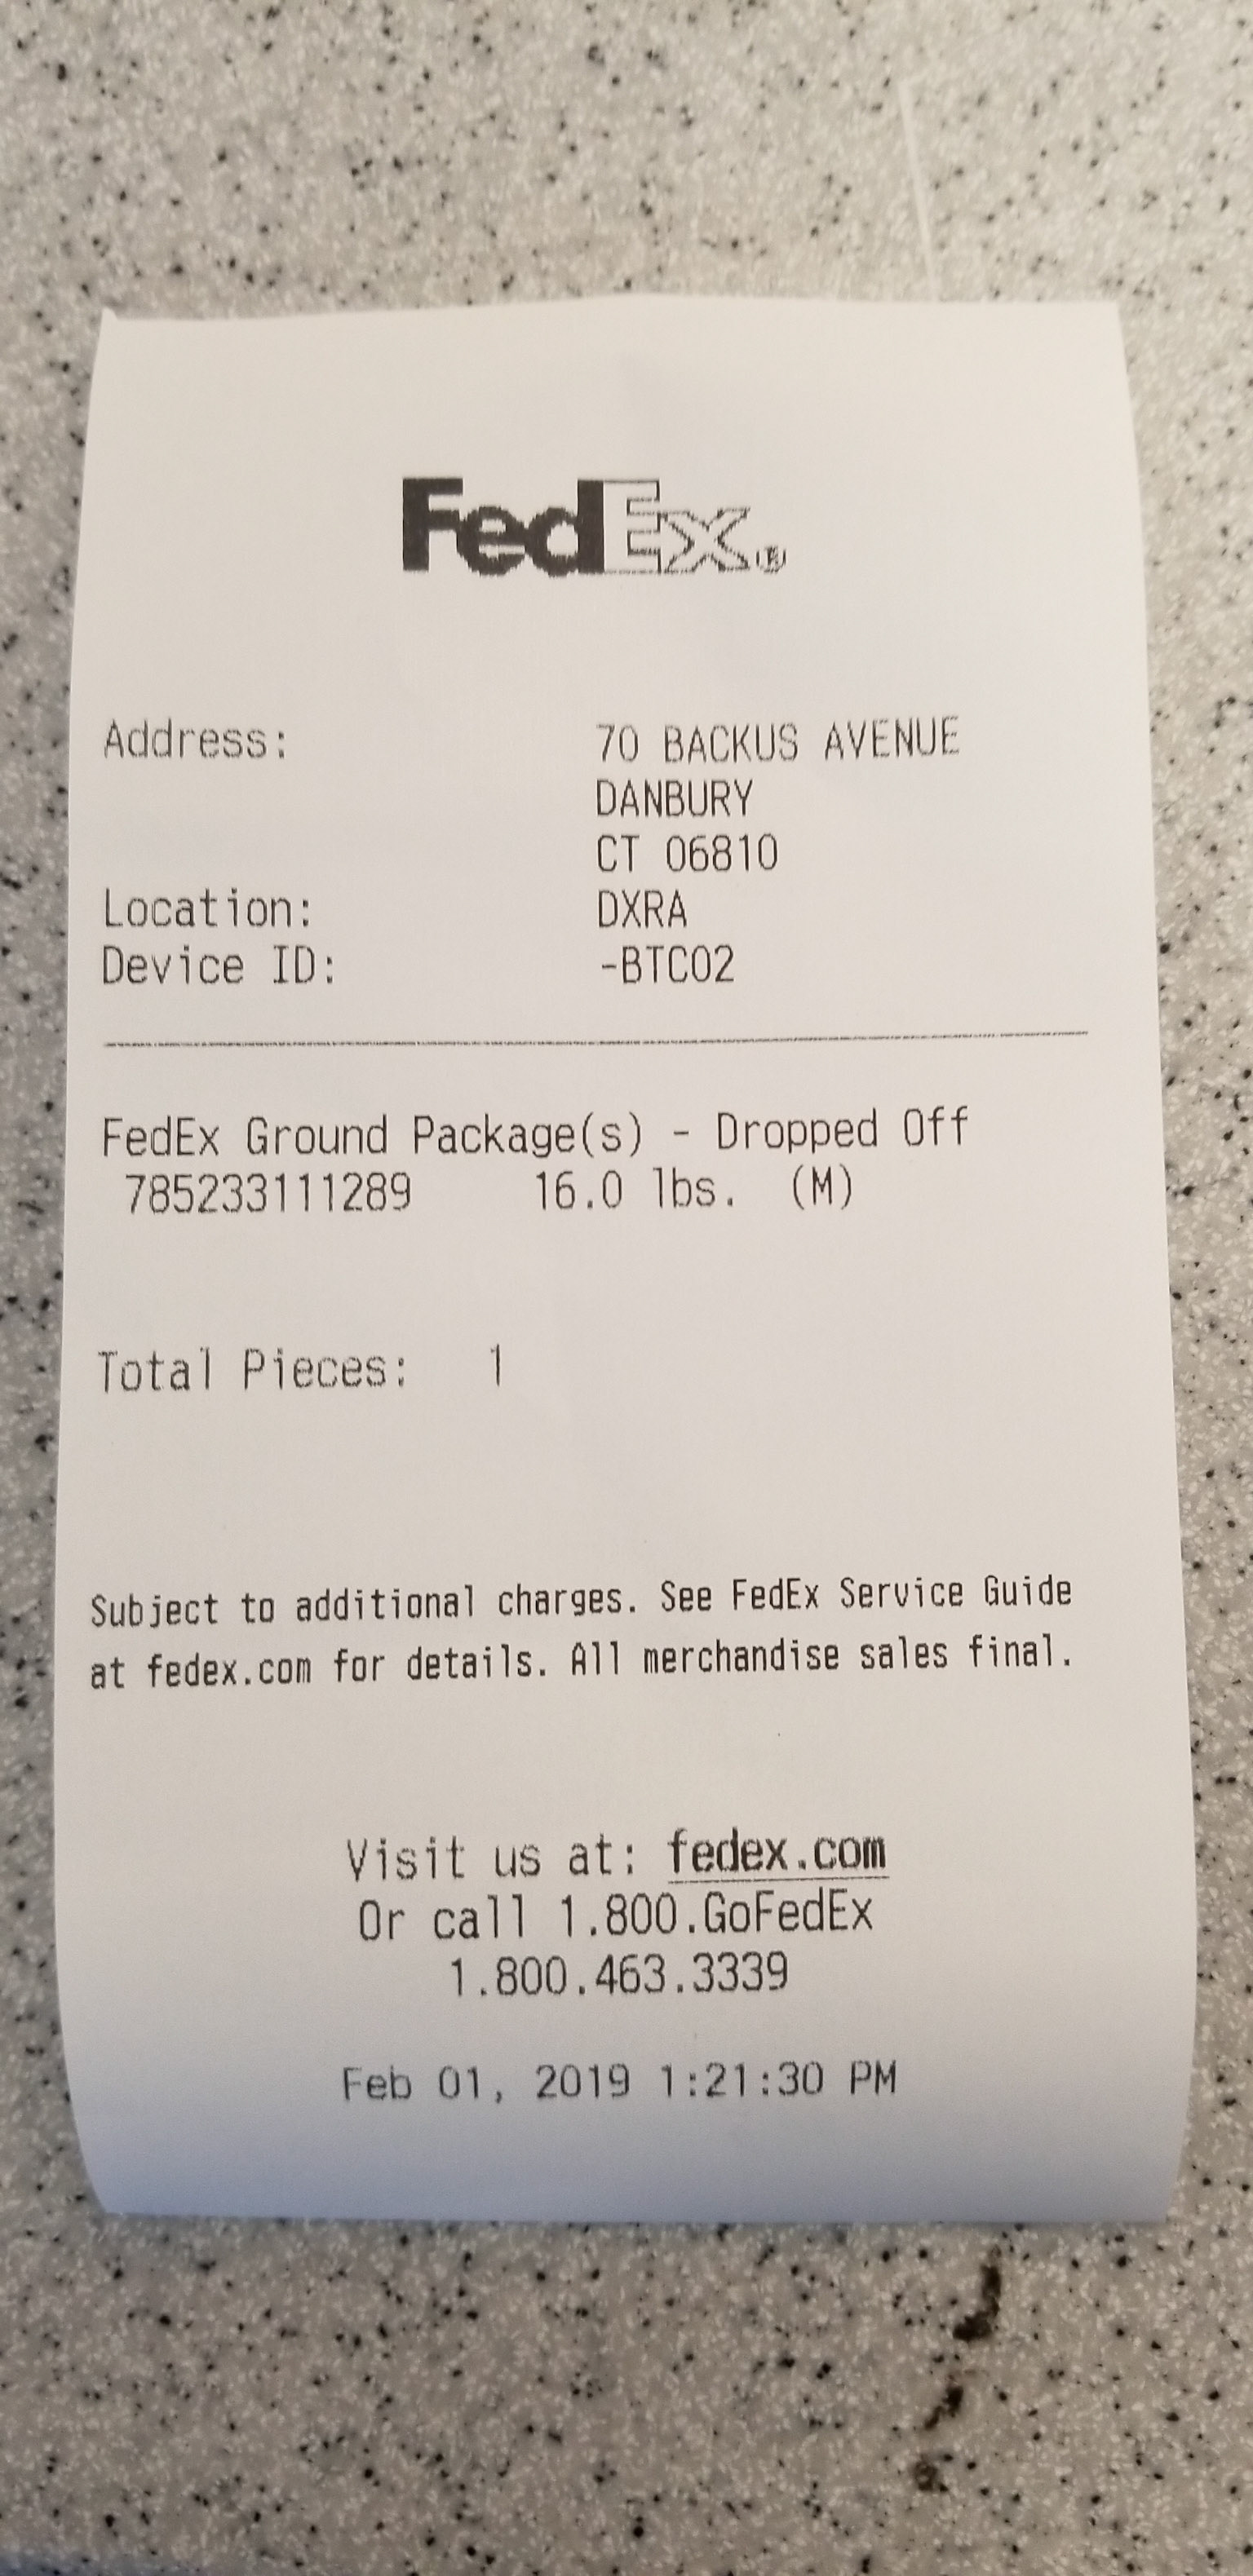 FedEx®
Address: 70 BACKUS AVENUE
DANBURY
CT 06810
Location: DXRA
Device ID: -BTC02
FedEx Ground Package(s) - Dropped Off
785233111289 16.0 lbs. (M)
Total Pieces: 1
Subject to additional charges. See FedEx Service Guide
at fedex.com for details. All merchandise sales final.
Visit us at: fedex.com
Or call 1.800.GoFedEx
1.800.463.3339
Feb 01, 2019 1:21:30 PM